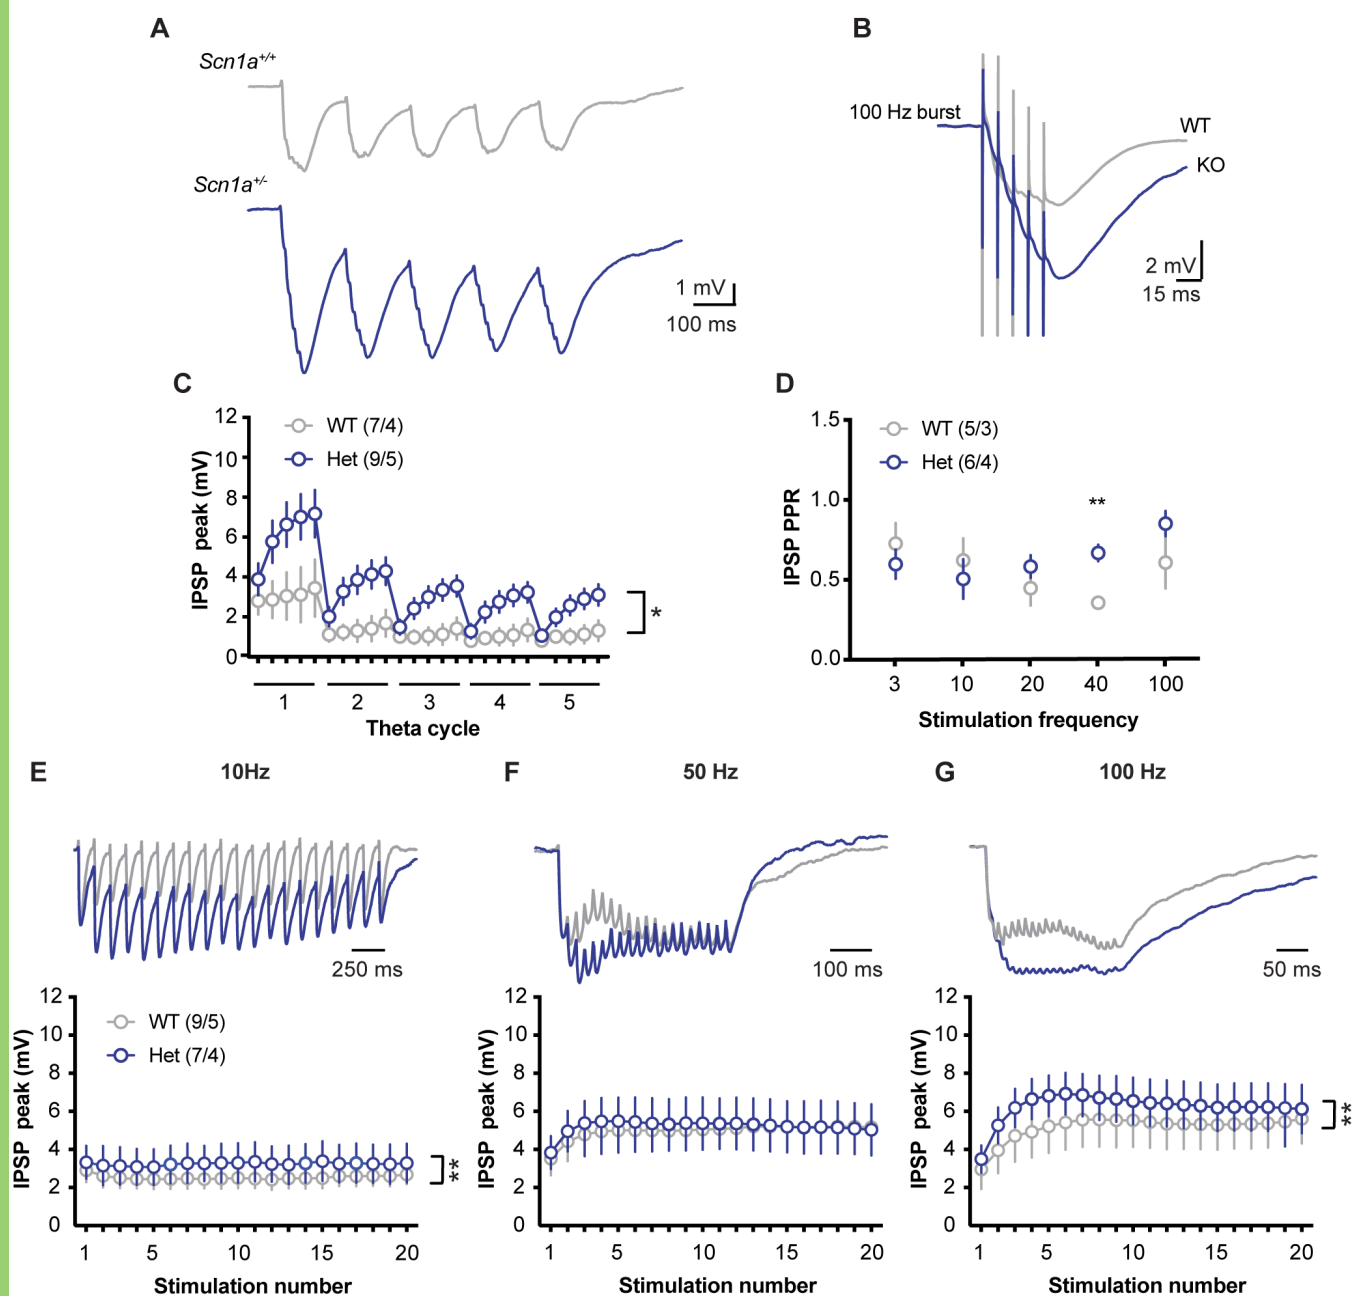 A
B
Scn1a+/+
100 Hz burst
WT
KO
Scn1a+/-
1 mV
100 ms
2 mV
15 ms
C
12
10
8
6
4
2
0
IPSP peak (mV)
WT (7/4)
Het (9/5)
*
1 2 3 4 5
Theta cycle
D
1.5
1.0
0.5
0.0
IPSP PPR
WT (5/3)
Het (6/4)
**
3 10 20 40 100
Stimulation frequency
E
10Hz
250 ms
12
10
8
6
4
2
0
IPSP peak (mV)
WT (9/5)
Het (7/4)
**
1 5 10 15 20
Stimulation number
F
50 Hz
100 ms
12
10
8
6
4
2
0
IPSP peak (mV)
1 5 10 15 20
Stimulation number
G
100 Hz
50 ms
12
10
8
6
4
2
0
IPSP peak (mV)
**
1 5 10 15 20
Stimulation number